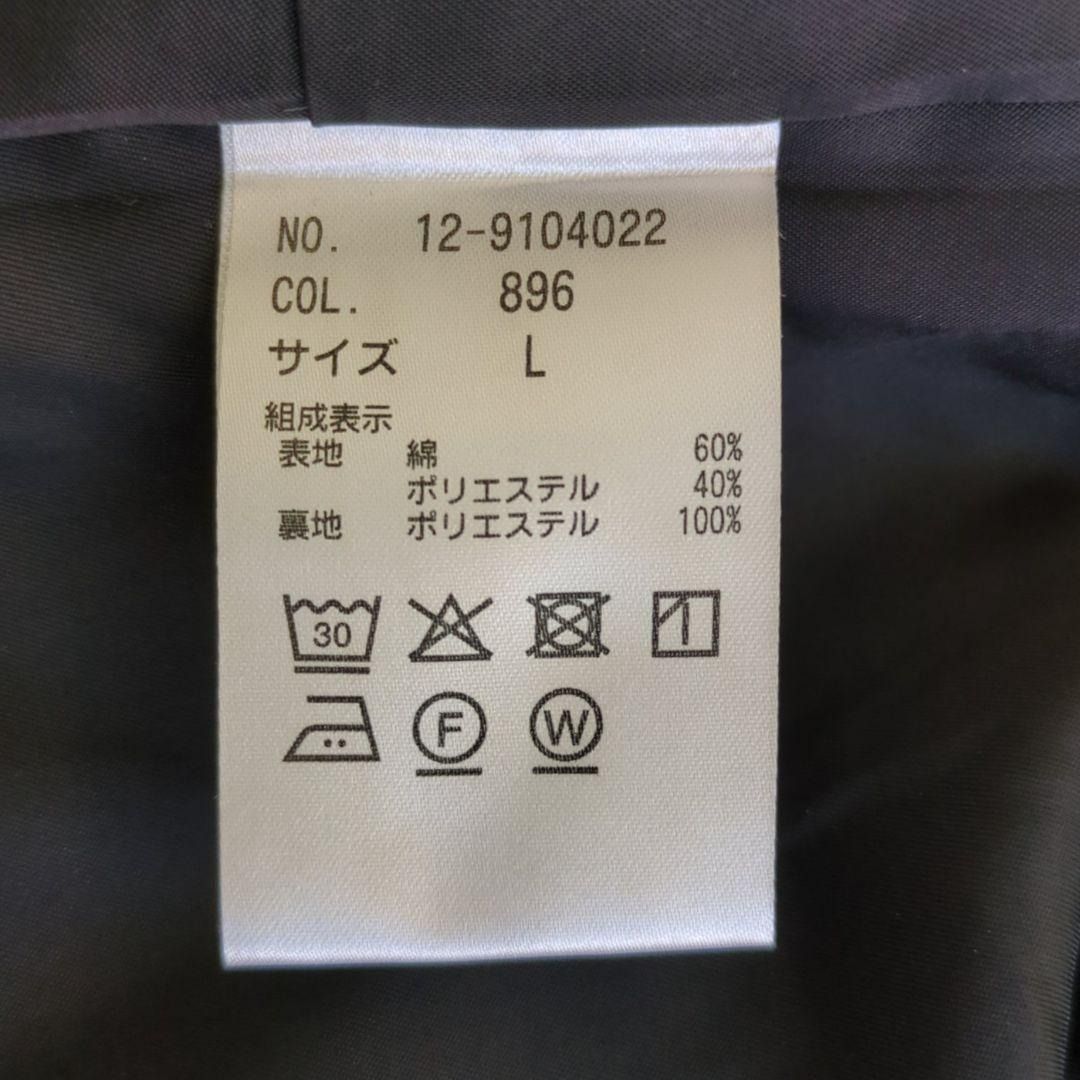 NO. 12-9104022
COL. 896
サイズ L
組成表示
表地 綿 60%
ポリエステル 40%
裏地 ポリエステル 100%
30
F W